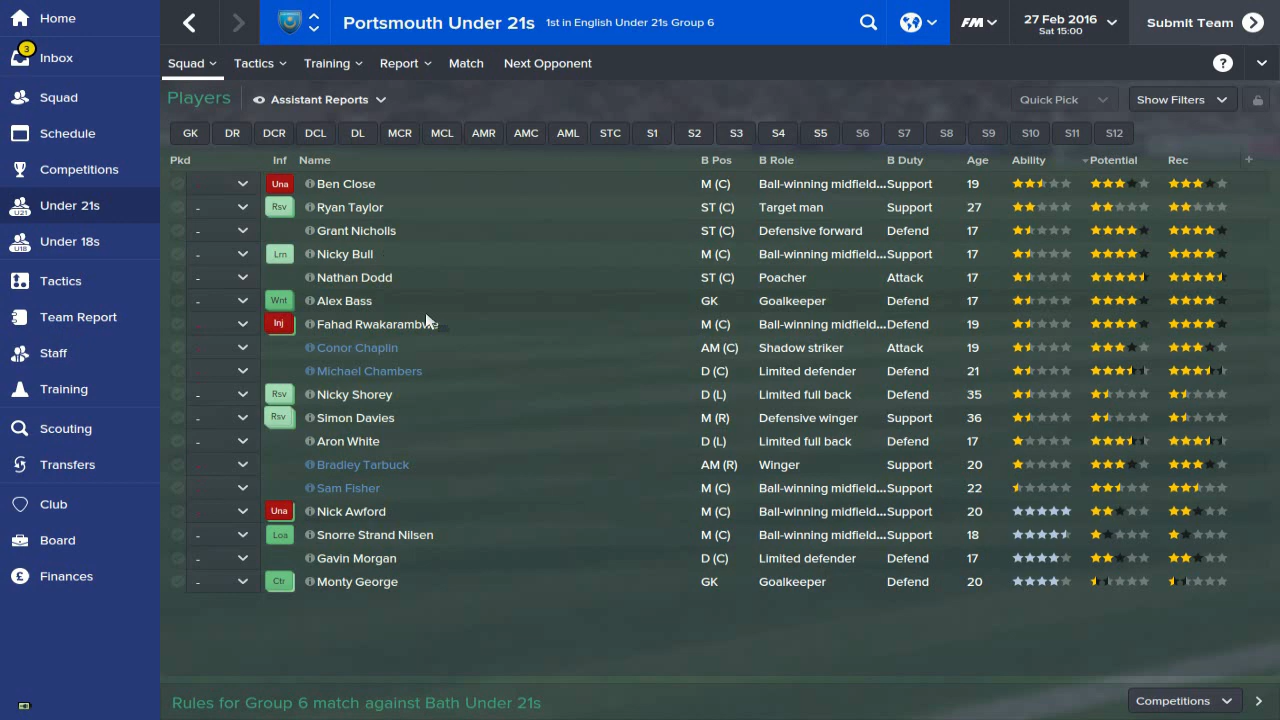 Home
3
Inbox
Squad
Schedule
Competitions
U21
Under 21s
U18
Under 18s
Tactics
Team Report
Staff
Training
Scouting
Transfers
Club
Board
Finances
Portsmouth Under 21s 1st in English Under 21s Group 6
FM
27 Feb 2016
Sat 15:00
Submit Team
Squad Tactics Training Report Match Next Opponent ?
Players Assistant Reports Quick Pick Show Filters
GK DR DCR DCL DL MCR MCL AMR AMC AML STC S1 S2 S3 S4 S5 S6 S7 S8 S9 S10 S11 S12
Pkd Inf Name B Pos B Role B Duty Age Ability Potential Rec +
Una Ben Close M (C) Ball-winning midfield... Support 19
- Rsv Ryan Taylor ST (C) Target man Support 27
- Grant Nicholls ST (C) Defensive forward Defend 17
- Lrn Nicky Bull M (C) Ball-winning midfield... Support 17
- Nathan Dodd ST (C) Poacher Attack 17
- Wnt Alex Bass GK Goalkeeper Defend 17
Inj Fahad Rwakarambwe M (C) Ball-winning midfield... Defend 19
Conor Chaplin AM (C) Shadow striker Attack 19
Michael Chambers D (C) Limited defender Defend 21
- Rsv Nicky Shorey D (L) Limited full back Defend 35
- Rsv Simon Davies M (R) Defensive winger Support 36
- Aron White D (L) Limited full back Defend 17
Bradley Tarbuck AM (R) Winger Support 20
Sam Fisher M (C) Ball-winning midfield... Support 22
Una Nick Awford M (C) Ball-winning midfield... Support 20
- Loa Snorre Strand Nilsen M (C) Ball-winning midfield... Support 18
- Gavin Morgan D (C) Limited defender Defend 17
- Ctr Monty George GK Goalkeeper Defend 20
Rules for Group 6 match against Bath Under 21s Competitions